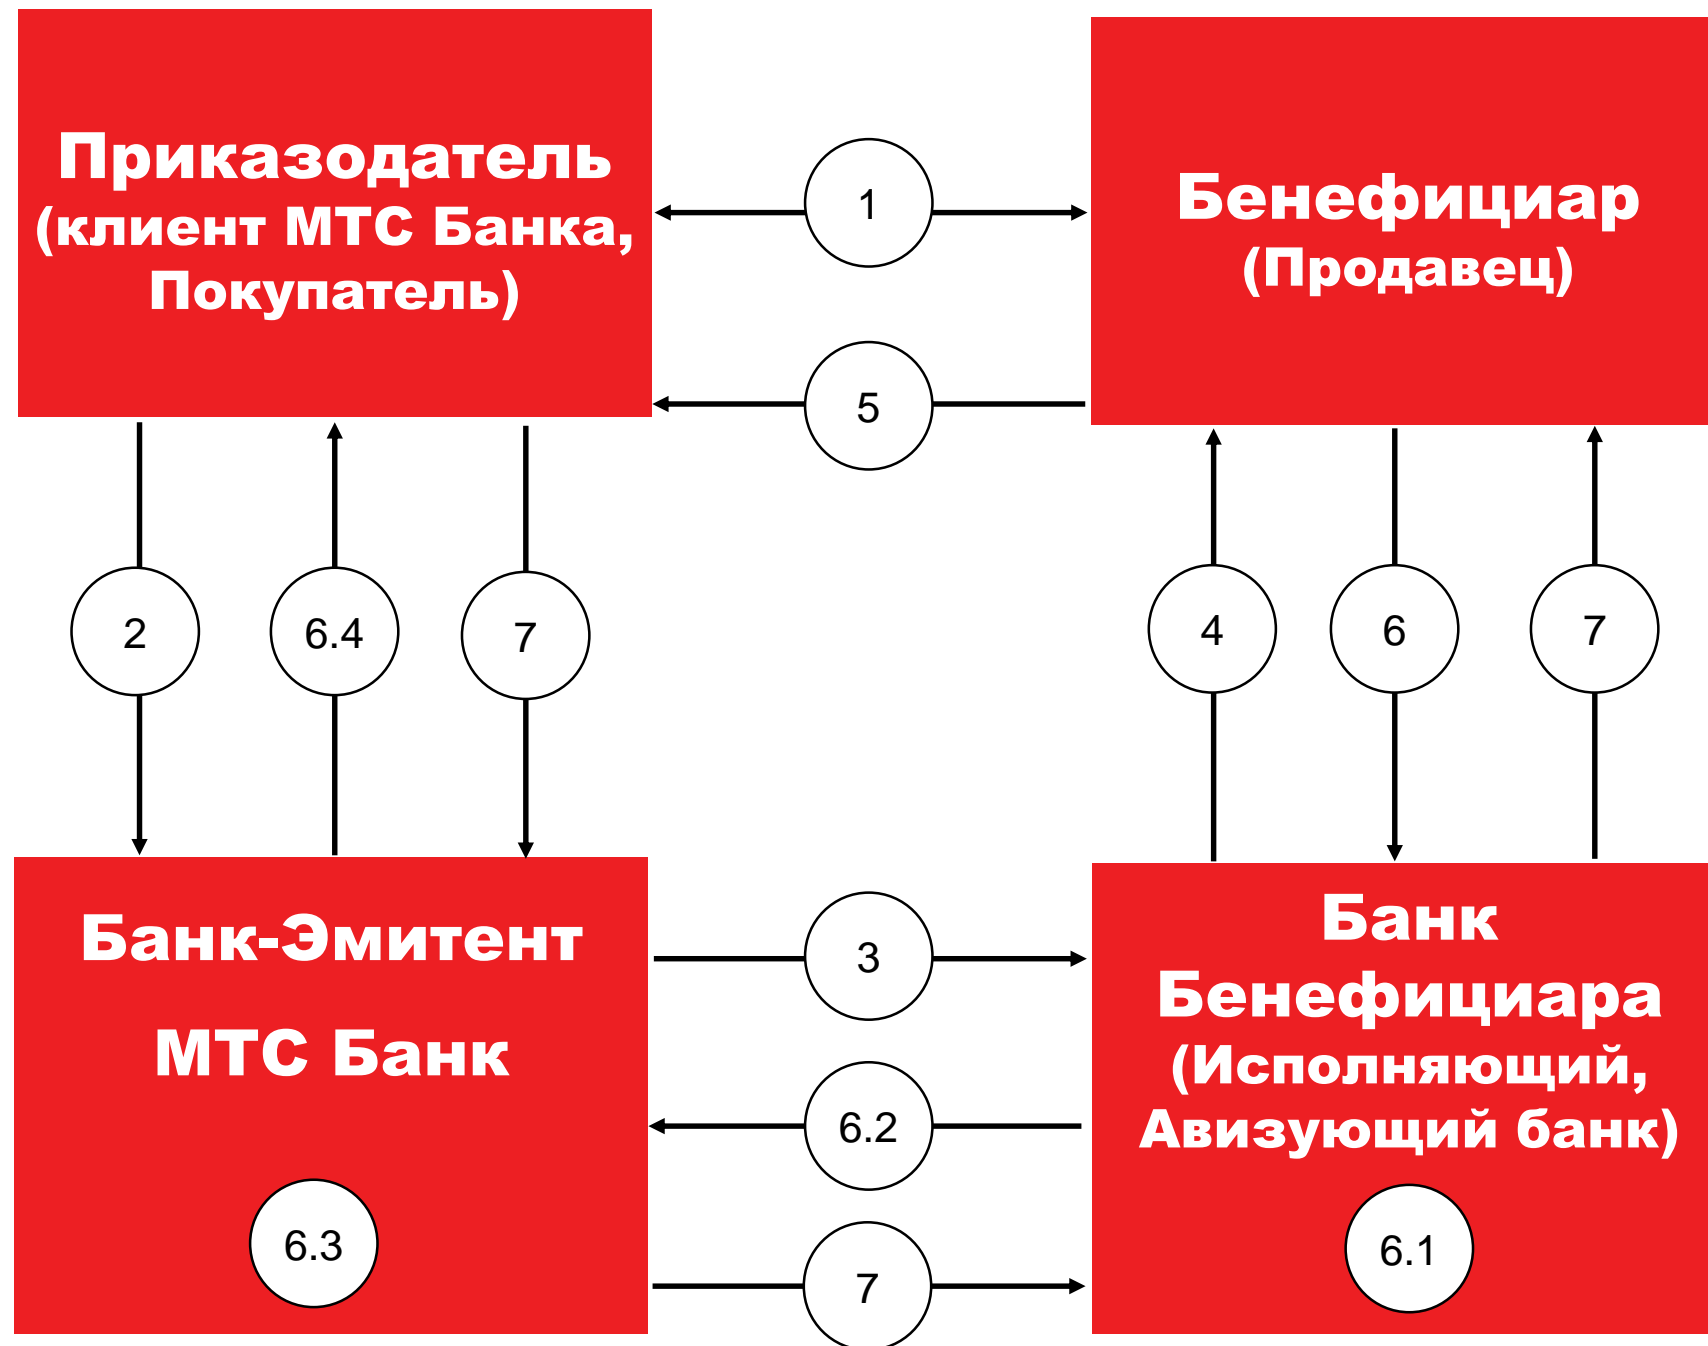 Приказодатель
(клиент МТС Банка,
Покупатель)
Бенефициар
(Продавец)
1
5
2
6.4
7
4
6
7
Банк-Эмитент
МТС Банк
6.3
3
6.2
7
Банк
Бенефициара
(Исполняющий,
Авизующий банк)
6.1